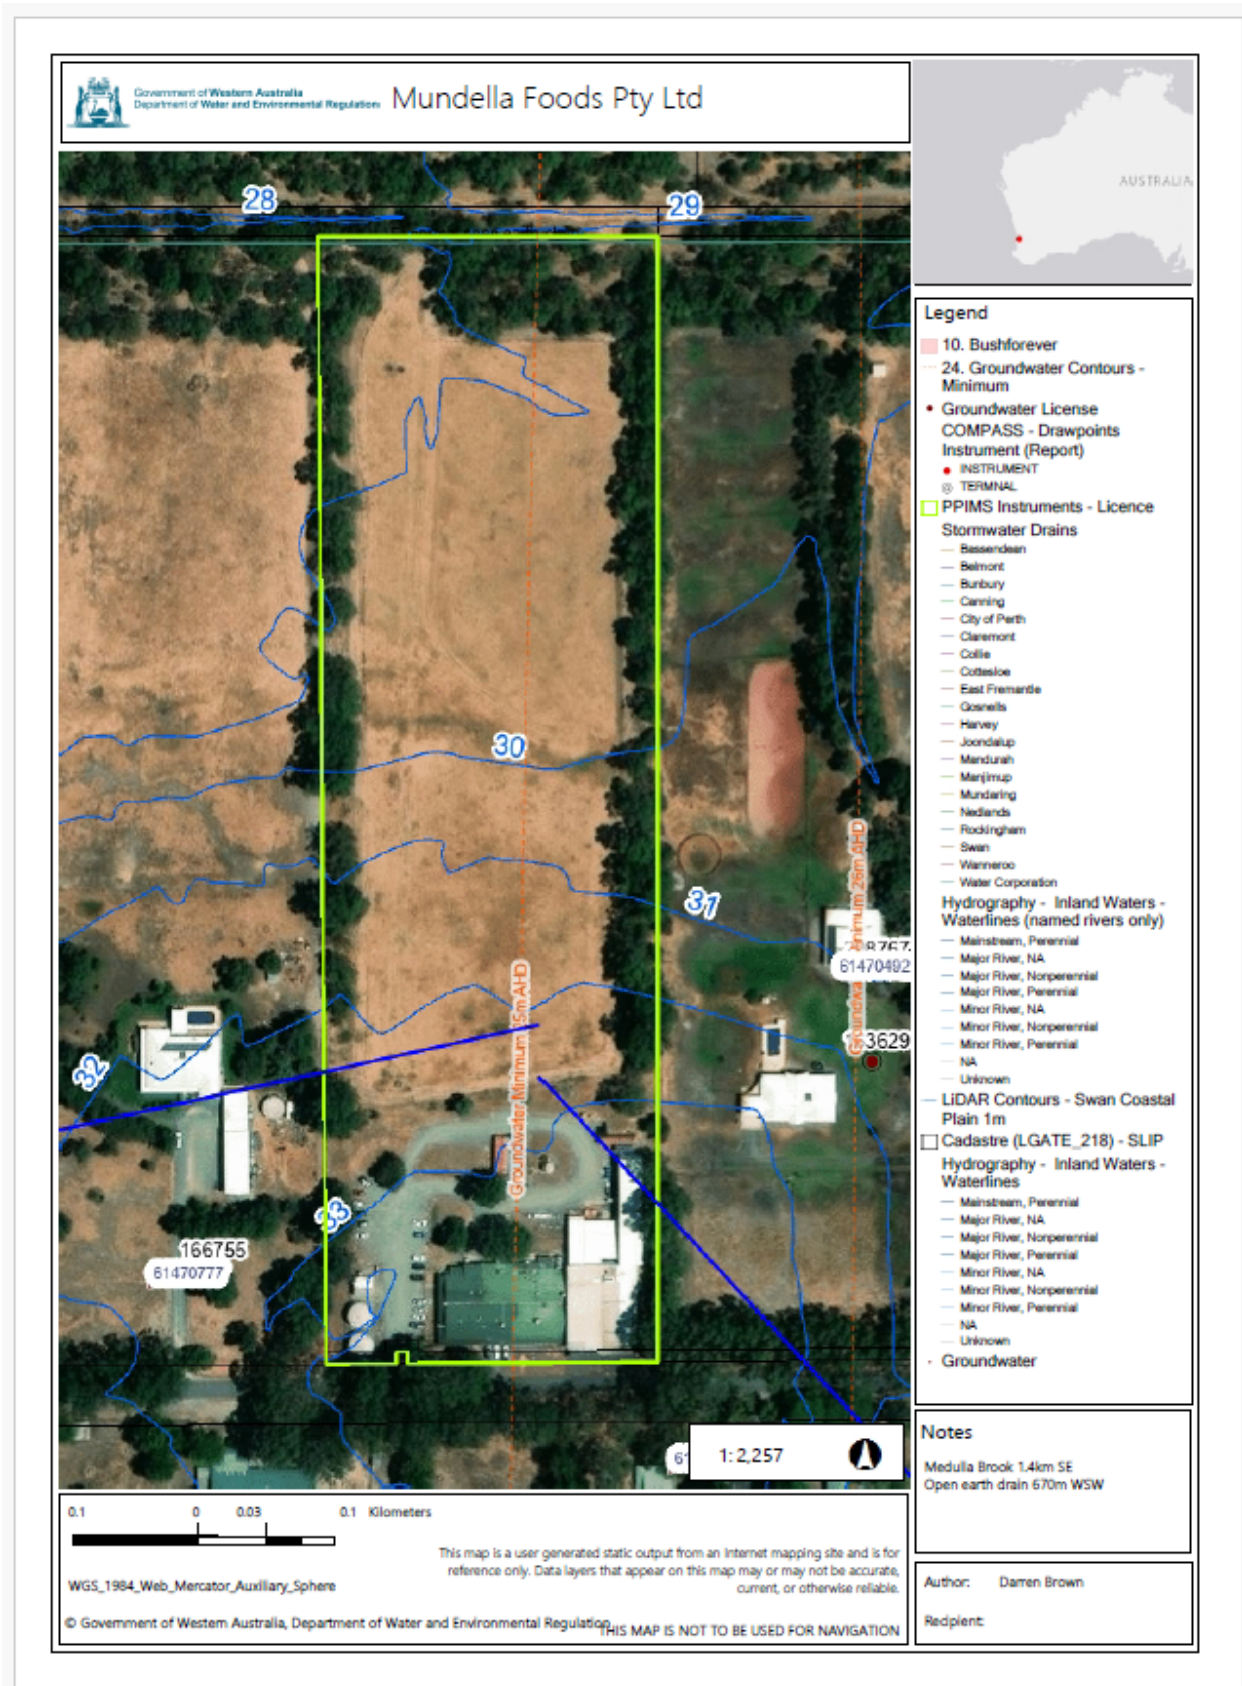 Government of Western Australia
Department of Water and Environmental Regulation
Mundella Foods Pty Ltd
AUSTRALIA
28
29
30
31
32
33
Groundwater Minimum 25m AHD
Groundwater Minimum 26m AHD
61470492
3629
166755
61470777
61
1: 2,257
Legend
10. Bushforever
24. Groundwater Contours -
Minimum
Groundwater License
COMPASS - Drawpoints
Instrument (Report)
INSTRUMENT
TERMNAL
PPIMS Instruments - Licence
Stormwater Drains
Bassendean
Belmont
Bunbury
Canning
City of Perth
Claremont
Collie
Cottesloe
East Fremantle
Gosnells
Harvey
Joondalup
Mandurah
Manjimup
Mundaring
Nedlands
Rockingham
Swan
Wanneroo
Water Corporation
Hydrography - Inland Waters -
Waterlines (named rivers only)
Mainstream, Perennial
Major River, NA
Major River, Nonperennial
Major River, Perennial
Minor River, NA
Minor River, Nonperennial
Minor River, Perennial
NA
Unknown
LiDAR Contours - Swan Coastal
Plain 1m
Cadastre (LGATE_218) - SLIP
Hydrography - Inland Waters -
Waterlines
Mainstream, Perennial
Major River, NA
Major River, Nonperennial
Major River, Perennial
Minor River, NA
Minor River, Nonperennial
Minor River, Perennial
NA
Unknown
Groundwater
Notes
Medulla Brook 1.4km SE
Open earth drain 670m WSW
0.1 0 0.03 0.1 Kilometers
This map is a user generated static output from an Internet mapping site and is for
reference only. Data layers that appear on this map may or may not be accurate,
current, or otherwise reliable.
WGS_1984_Web_Mercator_Auxiliary_Sphere
© Government of Western Australia, Department of Water and Environmental Regulation
THIS MAP IS NOT TO BE USED FOR NAVIGATION
Author: Darren Brown
Recipient: